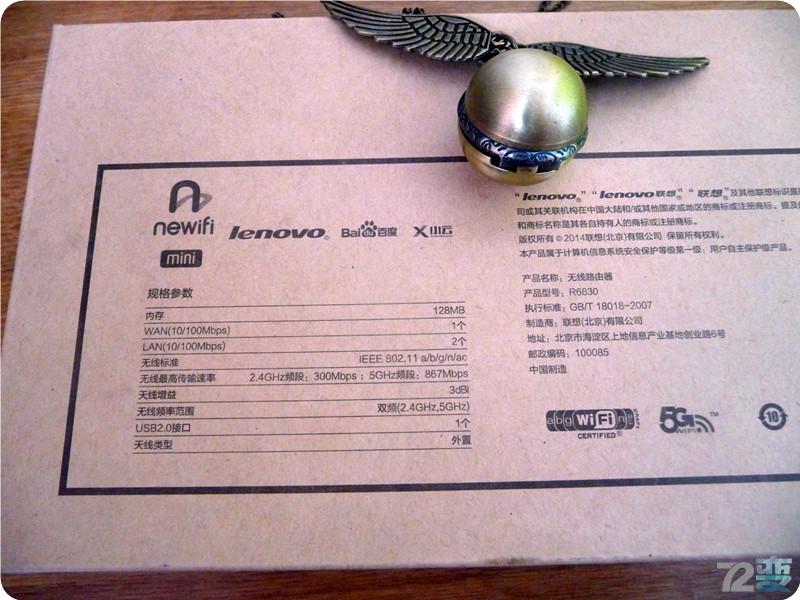 newifi
mini
lenovo
Bai du 百度
X小云
规格参数
内存 128MB
WAN(10/100Mbps) 1个
LAN(10/100Mbps) 2个
无线标准 IEEE 802.11 a/b/g/n/ac
无线最高传输速率 2.4GHz频段：300Mbps；5GHz频段：867Mbps
天线增益 3dBi
无线频率范围 双频(2.4GHz,5GHz)
USB2.0接口 1个
天线类型 外置
"lenovo®" "lenovo联想®" "联想®"及其他联想标识是
司或其关联机构在中国大陆和/或其他国家或地区的商标或注册商标。提及
和商标名称是其各自持有人的商标或注册商标。
版权所有©2014联想(北京)有限公司 保留所有权利。
本产品属于计算机信息系统安全保护等级第一级：用户自主保护级产品。
产品名称：无线路由器
产品型号：R6830
执行标准：GB/T 18018-2007
制造商：联想(北京)有限公司
地址：北京市海淀区上地信息产业基地创业路6号
邮政编码：100085
中国制造
abg WiFi n
CERTIFIED®
5G WiFi™
10
72变